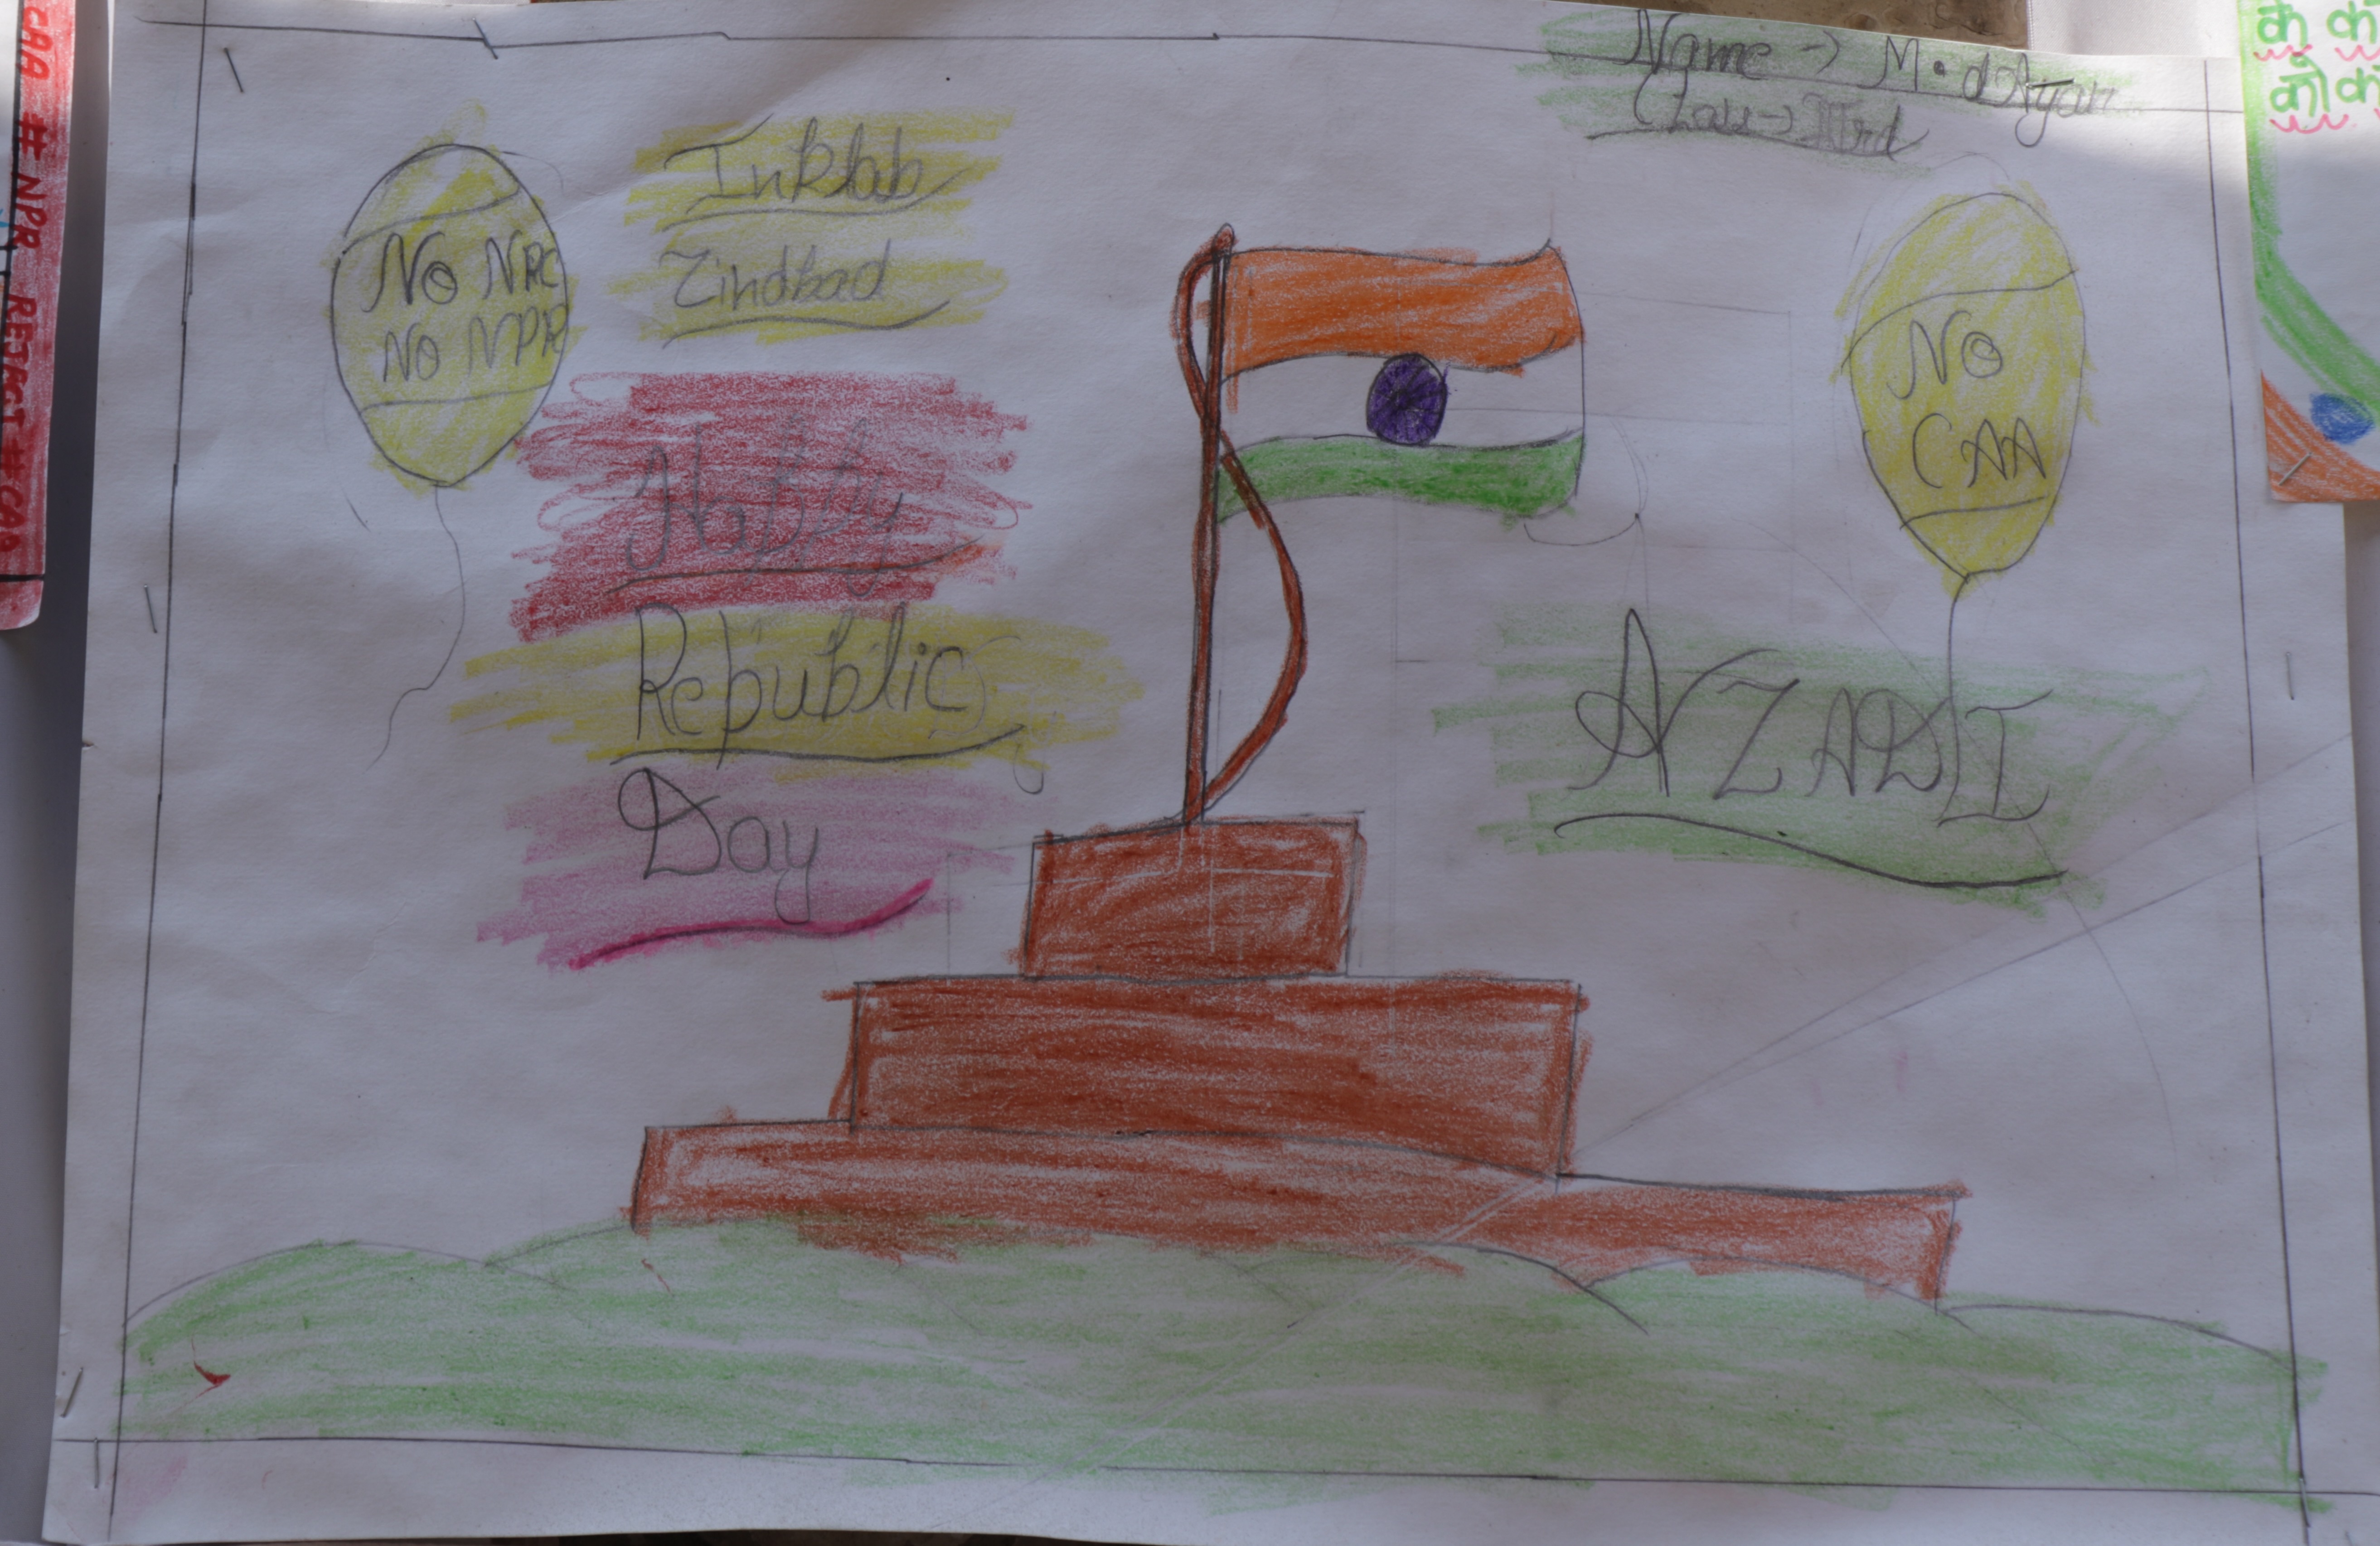 Name -> M.d Ayan
Class -> IIIrd
Inklab
Zindbad
No NRC
No NPR
Happy
Republic
Day
No
CAA
AZADI
CAA # NPR REJECT # CAA